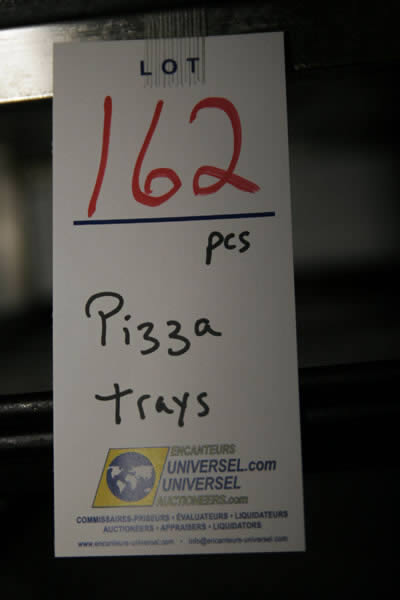 LOT
162
pcs
Pizza
trays
ENCANTEURS
UNIVERSEL.com
UNIVERSEL
AUCTIONEERS.com
COMMISSAIRES-PRISEURS • ÉVALUATEURS • LIQUIDATEURS
AUCTIONEERS • APPRAISERS • LIQUIDATORS
www.encanteurs-universel.com • info@encanteurs-universel.com